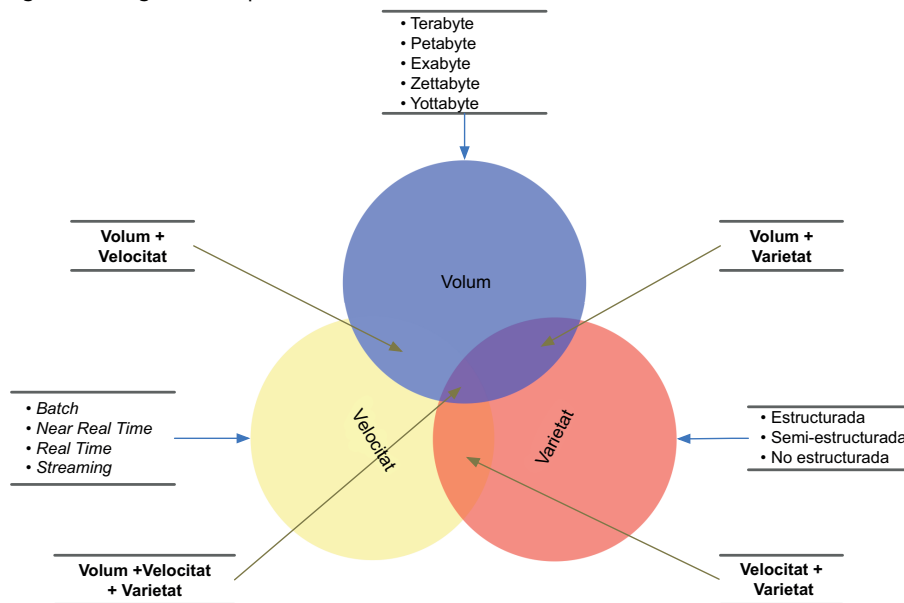 • Terabyte
• Petabyte
• Exabyte
• Zettabyte
• Yottabyte
Volum +
Velocitat
Volum +
Varietat
Volum
• Batch
• Near Real Time
• Real Time
• Streaming
Velocitat
Varietat
• Estructurada
• Semi-estructurada
• No estructurada
Volum +Velocitat
+ Varietat
Velocitat +
Varietat